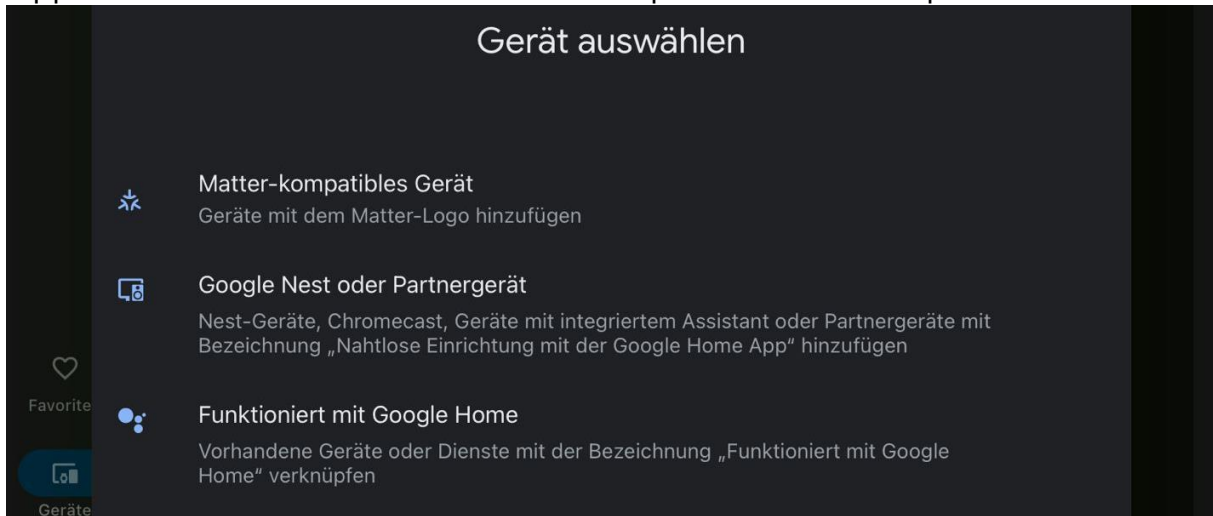 Gerät auswählen
Matter-kompatibles Gerät
Geräte mit dem Matter-Logo hinzufügen
Google Nest oder Partnergerät
Nest-Geräte, Chromecast, Geräte mit integriertem Assistant oder Partnergeräte mit
Bezeichnung „Nahtlose Einrichtung mit der Google Home App“ hinzufügen
Favorite
Funktioniert mit Google Home
Vorhandene Geräte oder Dienste mit der Bezeichnung „Funktioniert mit Google
Home“ verknüpfen
Geräte